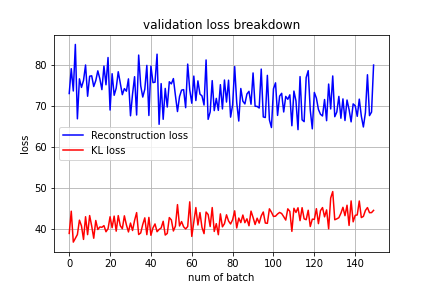 validation loss breakdown
loss
80
70
60
50
40
Reconstruction loss
KL loss
0 20 40 60 80 100 120 140
num of batch